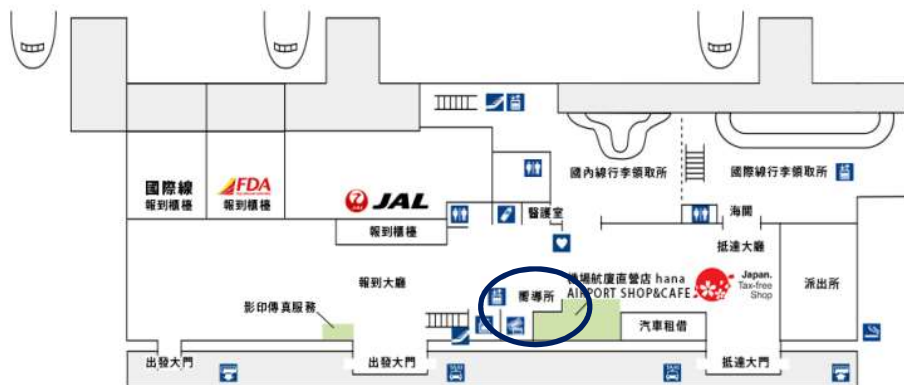 國際線
報到櫃檯
FDA
報到櫃檯
JAL
報到櫃檯
醫護室
國內線行李領取所
國際線行李領取所
海關
抵達大廳
報到大廳
影印傳真服務
嚮導所
機場航廈直營店 hana
AIRPORT SHOP&CAFE
Japan.
Tax-free
Shop
派出所
汽車租借
出發大門
出發大門
抵達大門
TAXI
TAXI